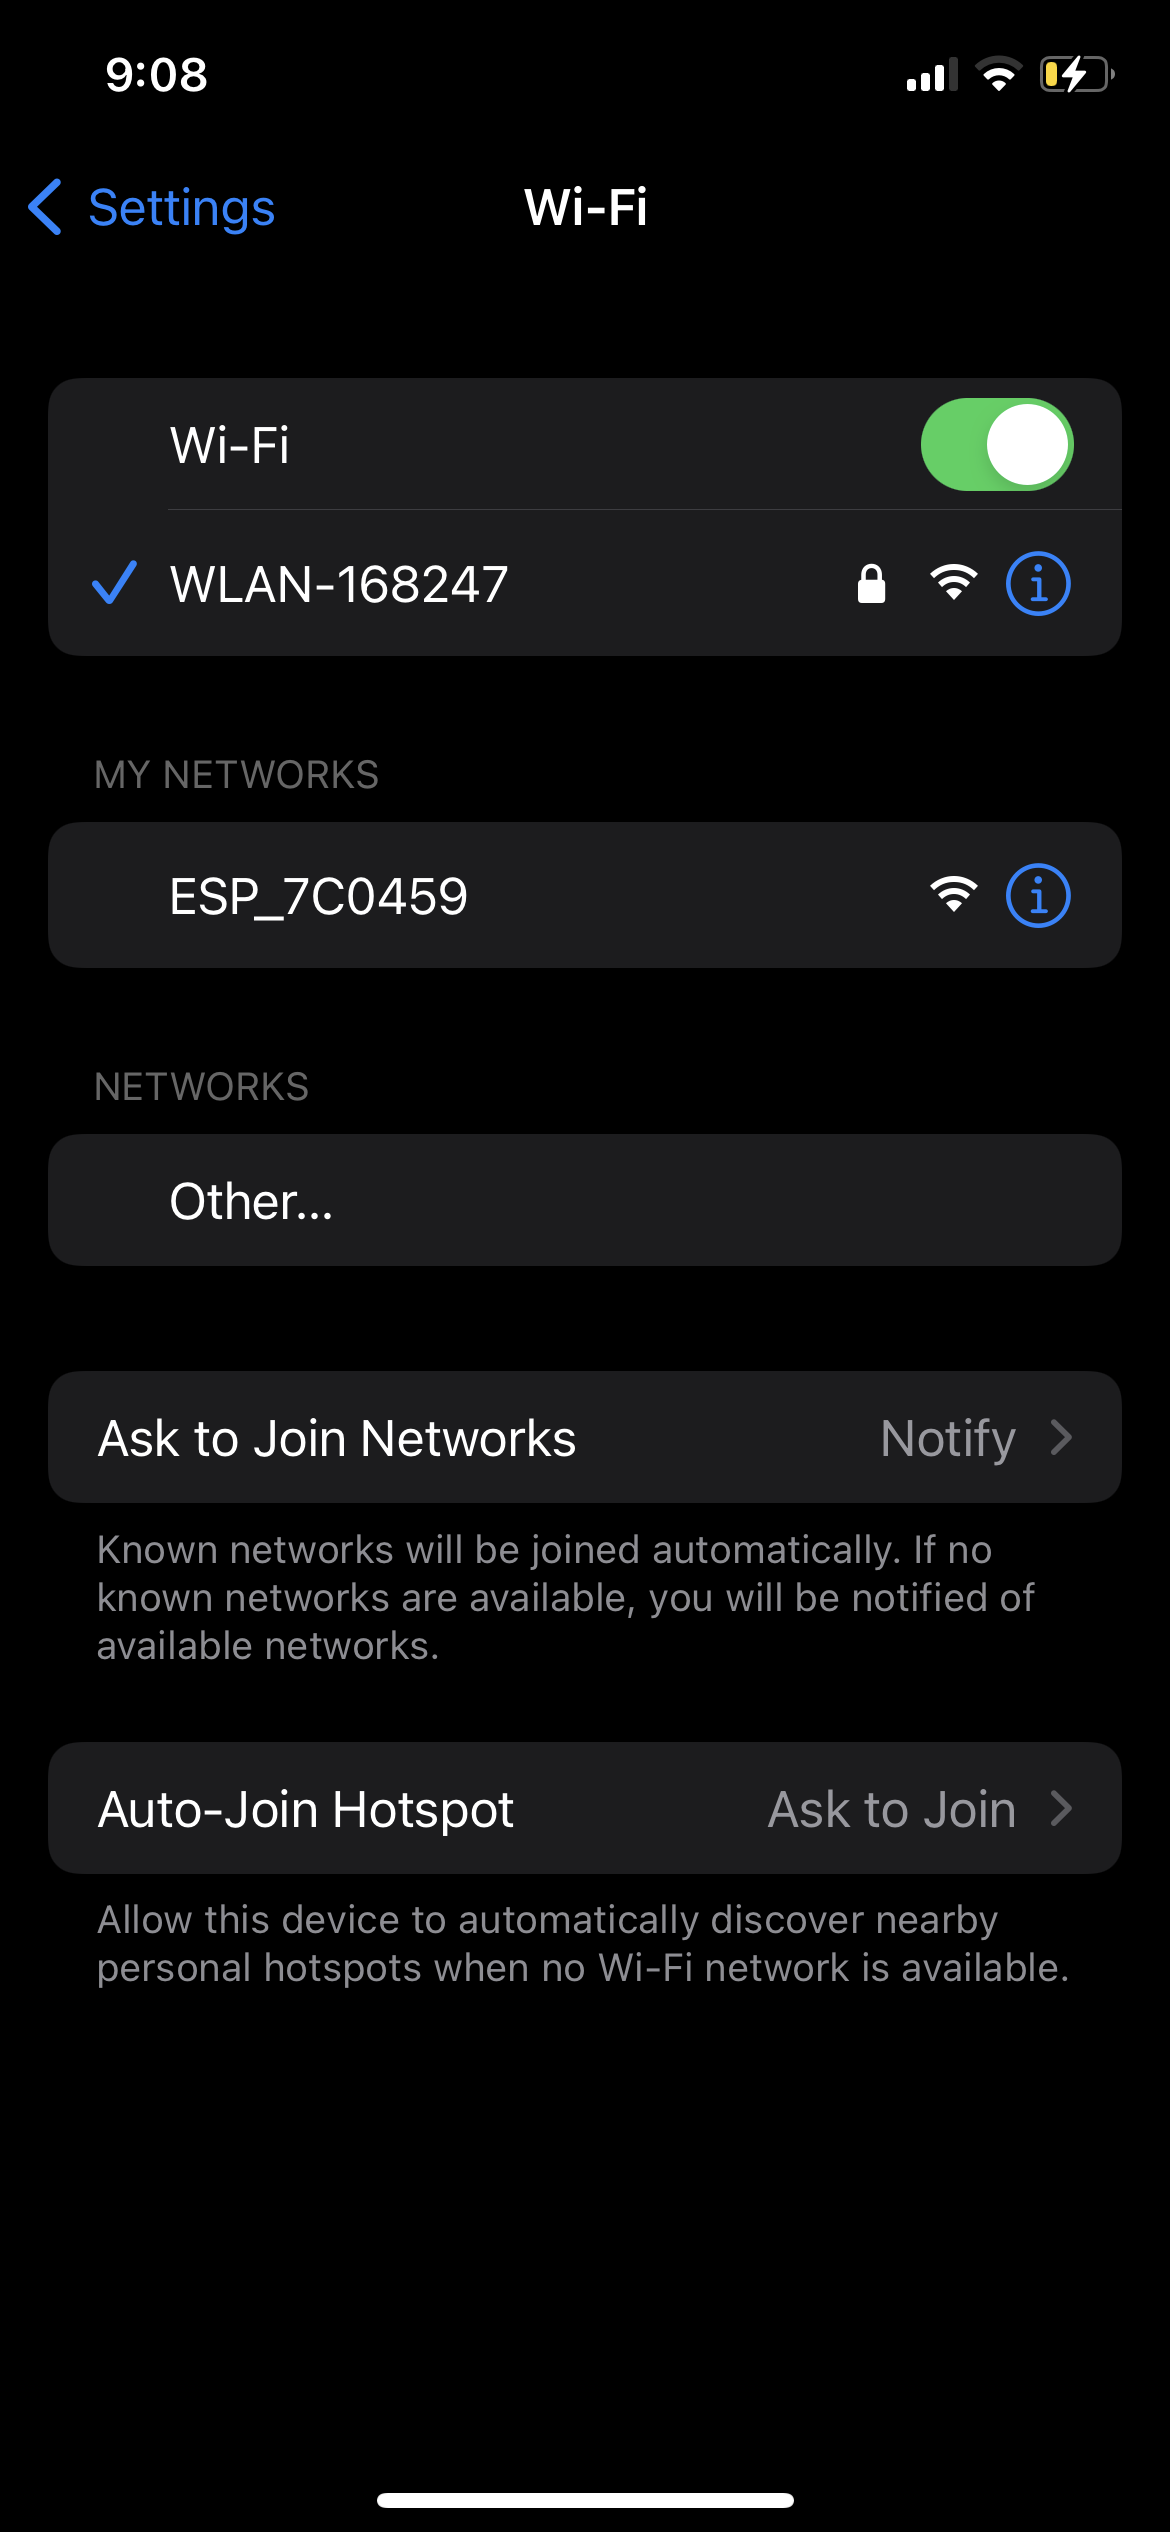 9:08
Settings
Wi-Fi
Wi-Fi
WLAN-168247
MY NETWORKS
ESP_7C0459
NETWORKS
Other...
Ask to Join Networks Notify
Known networks will be joined automatically. If no
known networks are available, you will be notified of
available networks.
Auto-Join Hotspot Ask to Join
Allow this device to automatically discover nearby
personal hotspots when no Wi-Fi network is available.